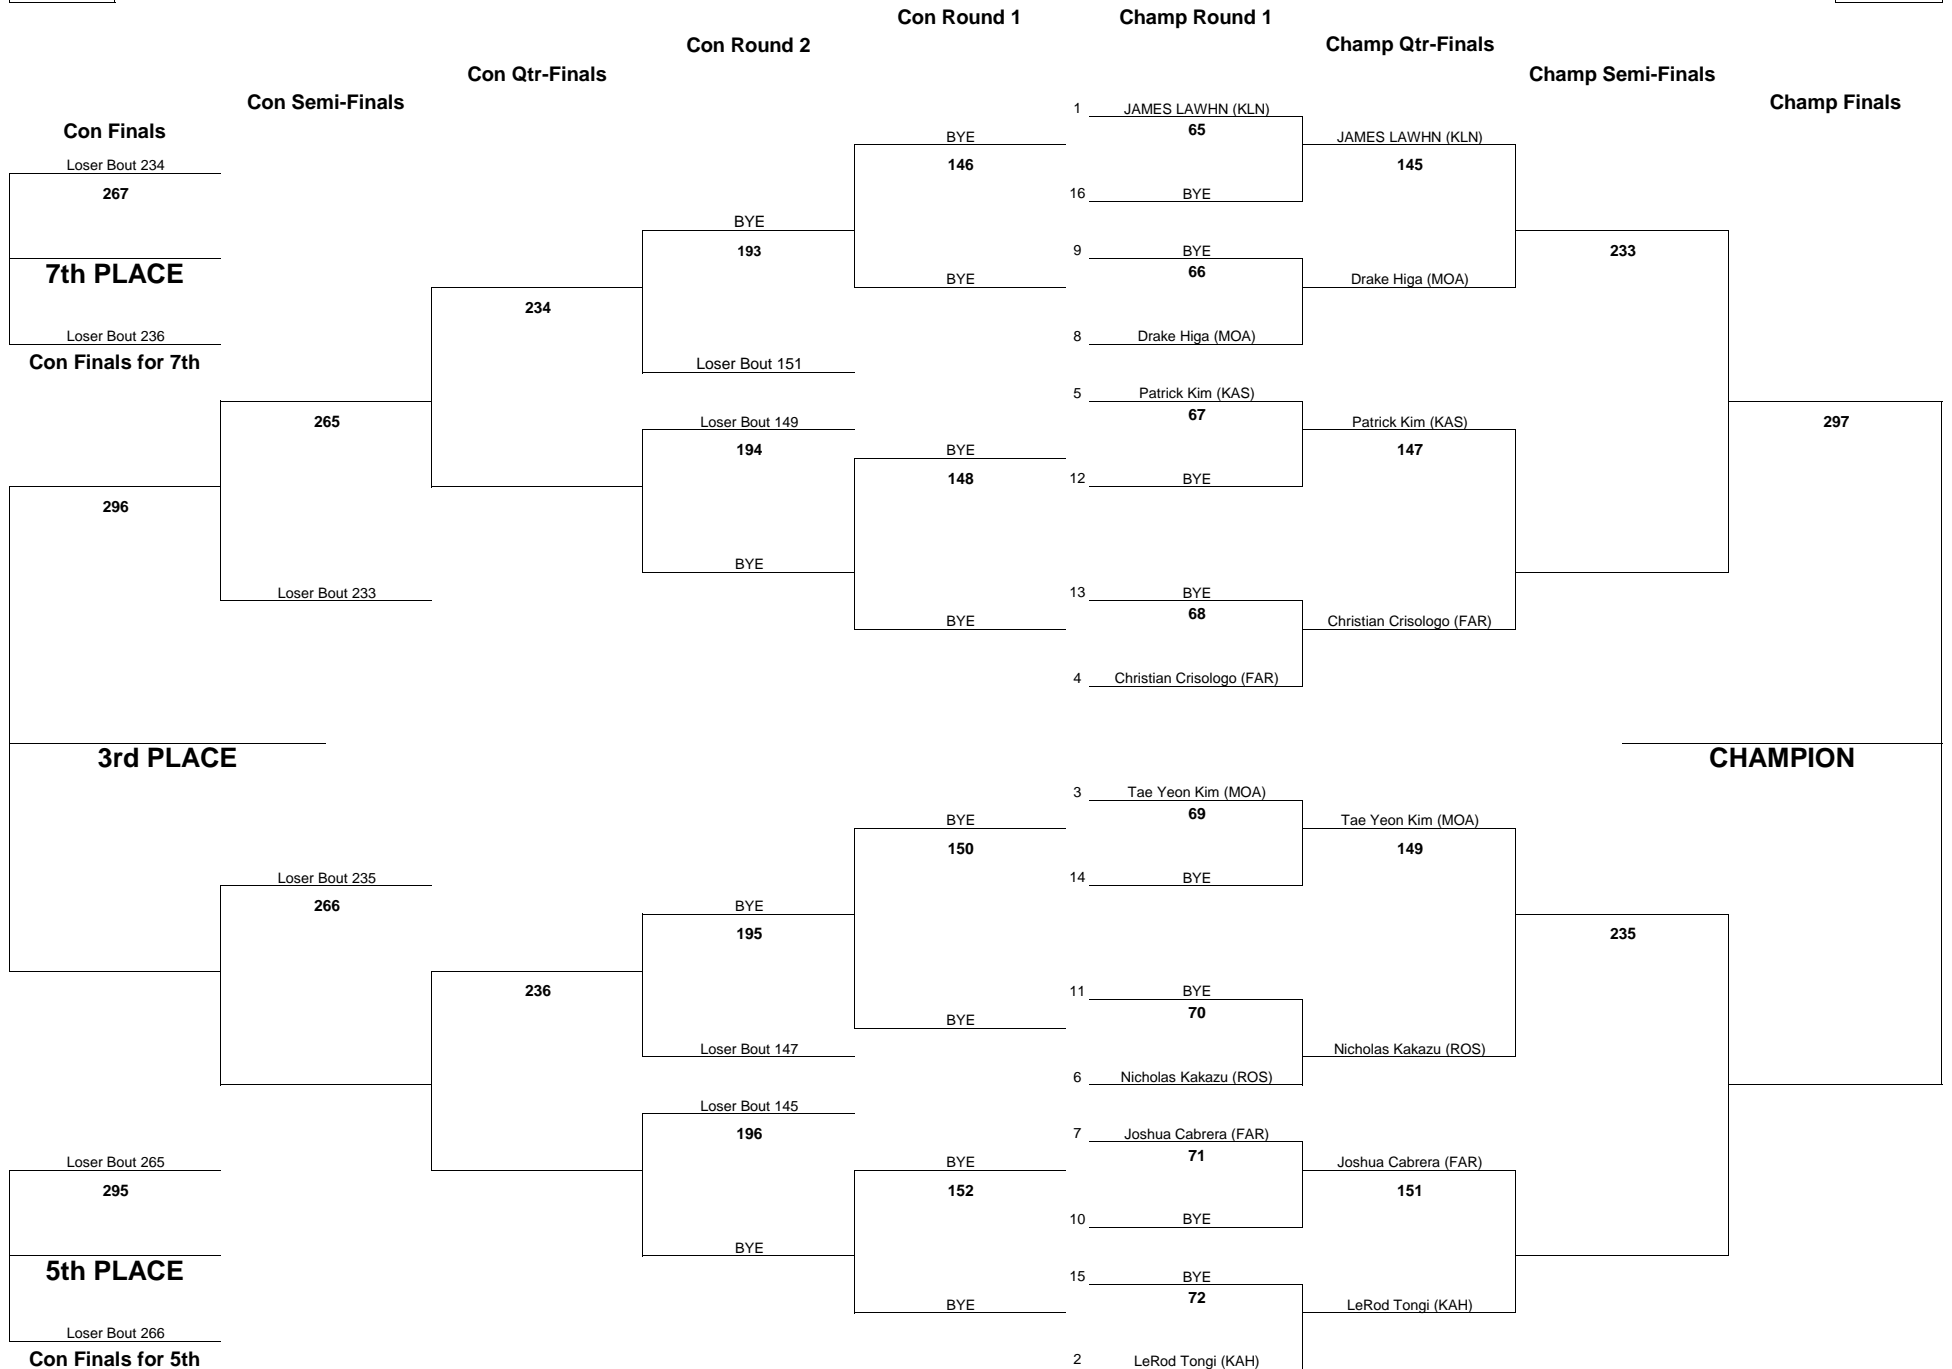 Con Round 1
Champ Round 1
Con Round 2
Champ Qtr-Finals
Con Qtr-Finals
Champ Semi-Finals
Con Semi-Finals
Champ Finals
Con Finals
Loser Bout 234
267
7th PLACE
Loser Bout 236
Con Finals for 7th
296
3rd PLACE
Loser Bout 265
295
5th PLACE
Loser Bout 266
Con Finals for 5th
265
Loser Bout 233
Loser Bout 235
266
234
236
BYE
193
Loser Bout 151
Loser Bout 149
194
BYE
BYE
195
Loser Bout 147
Loser Bout 145
196
BYE
BYE
146
BYE
BYE
148
BYE
BYE
150
BYE
BYE
152
BYE
1 JAMES LAWHN (KLN)
65
16 BYE
9 BYE
66
8 Drake Higa (MOA)
5 Patrick Kim (KAS)
67
12 BYE
13 BYE
68
4 Christian Crisologo (FAR)
3 Tae Yeon Kim (MOA)
69
14 BYE
11 BYE
70
6 Nicholas Kakazu (ROS)
7 Joshua Cabrera (FAR)
71
10 BYE
15 BYE
72
2 LeRod Tongi (KAH)
JAMES LAWHN (KLN)
145
Drake Higa (MOA)
Patrick Kim (KAS)
147
Christian Crisologo (FAR)
Tae Yeon Kim (MOA)
149
Nicholas Kakazu (ROS)
Joshua Cabrera (FAR)
151
LeRod Tongi (KAH)
233
235
297
CHAMPION